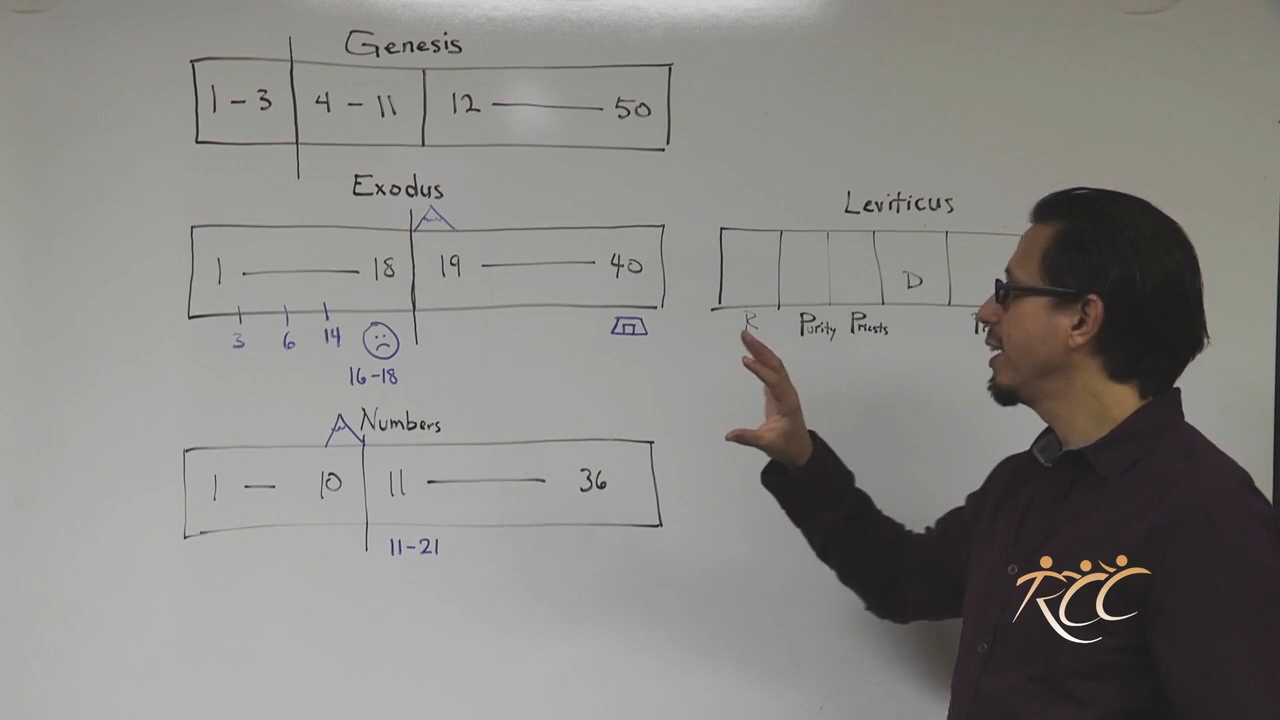 Genesis
1 – 3 4 – 11 12 — 50
Exodus
1 — 18 19 — 40
3 6 14
16-18
Leviticus
D
R Purity Priests
Numbers
1 — 10 11 — 36
11-21
RCC